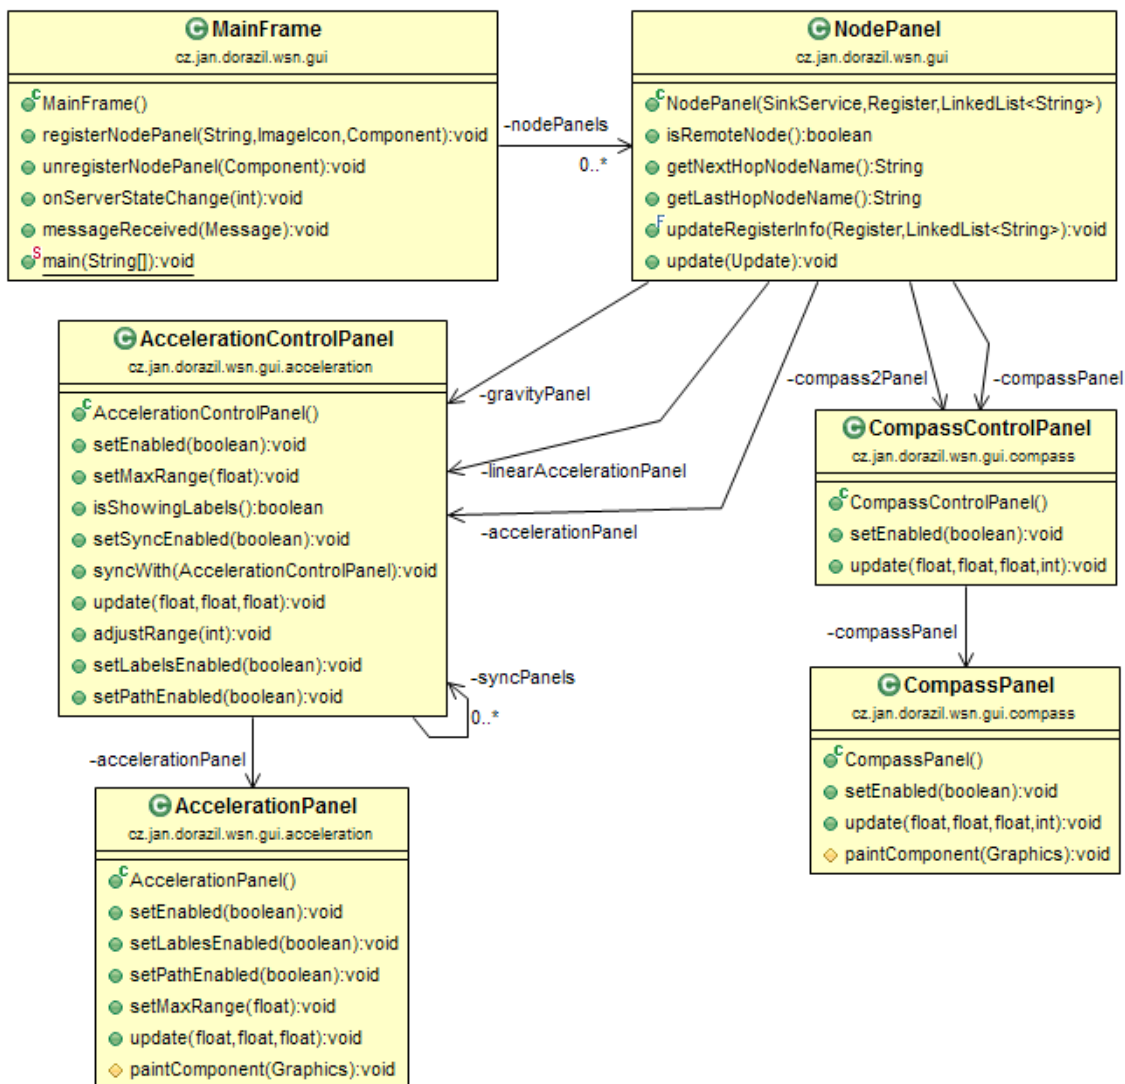 MainFrame
cz.jan.dorazil.wsn.gui
MainFrame()
registerNodePanel(String,ImageIcon,Component):void
unregisterNodePanel(Component):void
onServerStateChange(int):void
messageReceived(Message):void
main(String[]):void
-nodePanels
0..*
NodePanel
cz.jan.dorazil.wsn.gui
NodePanel(SinkService,Register,LinkedList<String>)
isRemoteNode():boolean
getNextHopNodeName():String
getLastHopNodeName():String
updateRegisterInfo(Register,LinkedList<String>):void
update(Update):void
-gravityPanel
-linearAccelerationPanel
-accelerationPanel
-compass2Panel
-compassPanel
AccelerationControlPanel
cz.jan.dorazil.wsn.gui.acceleration
AccelerationControlPanel()
setEnabled(boolean):void
setMaxRange(float):void
isShowingLabels():boolean
setSyncEnabled(boolean):void
syncWith(AccelerationControlPanel):void
update(float,float,float):void
adjustRange(int):void
setLabelsEnabled(boolean):void
setPathEnabled(boolean):void
-syncPanels
0..*
CompassControlPanel
cz.jan.dorazil.wsn.gui.compass
CompassControlPanel()
setEnabled(boolean):void
update(float,float,float,int):void
-compassPanel
CompassPanel
cz.jan.dorazil.wsn.gui.compass
CompassPanel()
setEnabled(boolean):void
update(float,float,float,int):void
paintComponent(Graphics):void
-accelerationPanel
AccelerationPanel
cz.jan.dorazil.wsn.gui.acceleration
AccelerationPanel()
setEnabled(boolean):void
setLablesEnabled(boolean):void
setPathEnabled(boolean):void
setMaxRange(float):void
update(float,float,float):void
paintComponent(Graphics):void